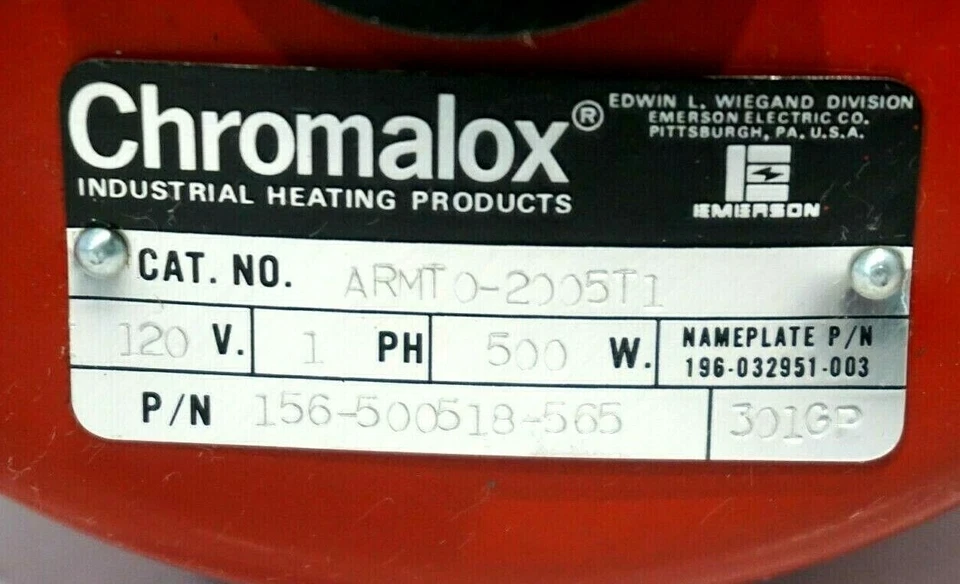 Chromalox®
INDUSTRIAL HEATING PRODUCTS
EDWIN L. WIEGAND DIVISION
EMERSON ELECTRIC CO.
PITTSBURGH, PA. U.S.A.
EMERSON
CAT. NO. ARMTO-2005T1
120 V. 1 PH 500 W. NAMEPLATE P/N
196-032951-003
P/N 156-500518-565 301GP